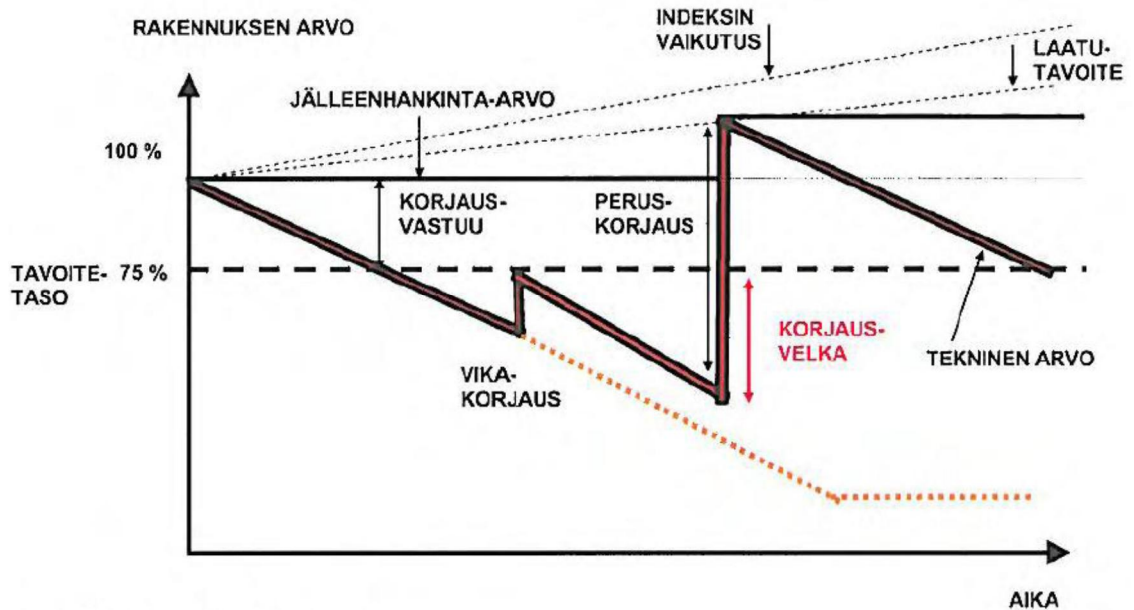 RAKENNUKSEN ARVO
INDEKSIN
VAIKUTUS
LAATU-
TAVOITE
JÄLLEENHANKINTA-ARVO
100 %
KORJAUS-
VASTUU
PERUS-
KORJAUS
TAVOITE-
TASO
75 %
KORJAUS-
VELKA
TEKNINEN ARVO
VIKA-
KORJAUS
AIKA